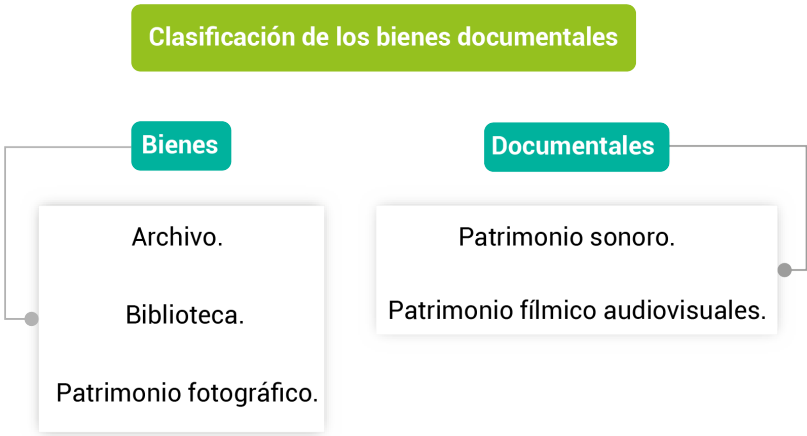 Clasificación de los bienes documentales
Bienes
Archivo.
Biblioteca.
Patrimonio fotográfico.
Documentales
Patrimonio sonoro.
Patrimonio fílmico audiovisuales.